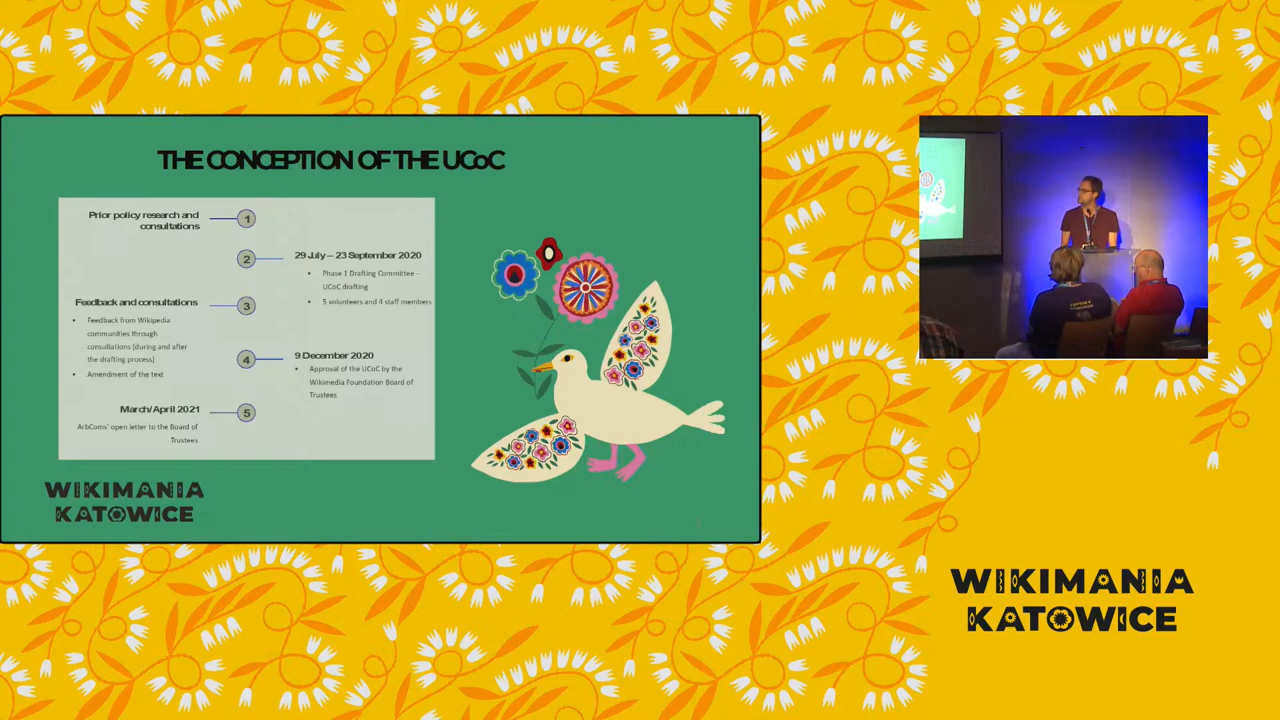 THE CONCEPTION OF THE UCoC
Prior policy research and
consultations
1
2
29 July – 23 September 2020
• Phase 1 Drafting Committee –
UCoC drafting
• 5 volunteers and 4 staff members
Feedback and consultations
3
• Feedback from Wikipedia
communities through
consultations (during and after
the drafting process)
• Amendment of the text
4
9 December 2020
• Approval of the UCoC by the
Wikimedia Foundation Board of
Trustees
March/April 2021
5
ArbComs' open letter to the Board of
Trustees
WIKIMANIA
KATOWICE
WIKIMANIA
KATOWICE